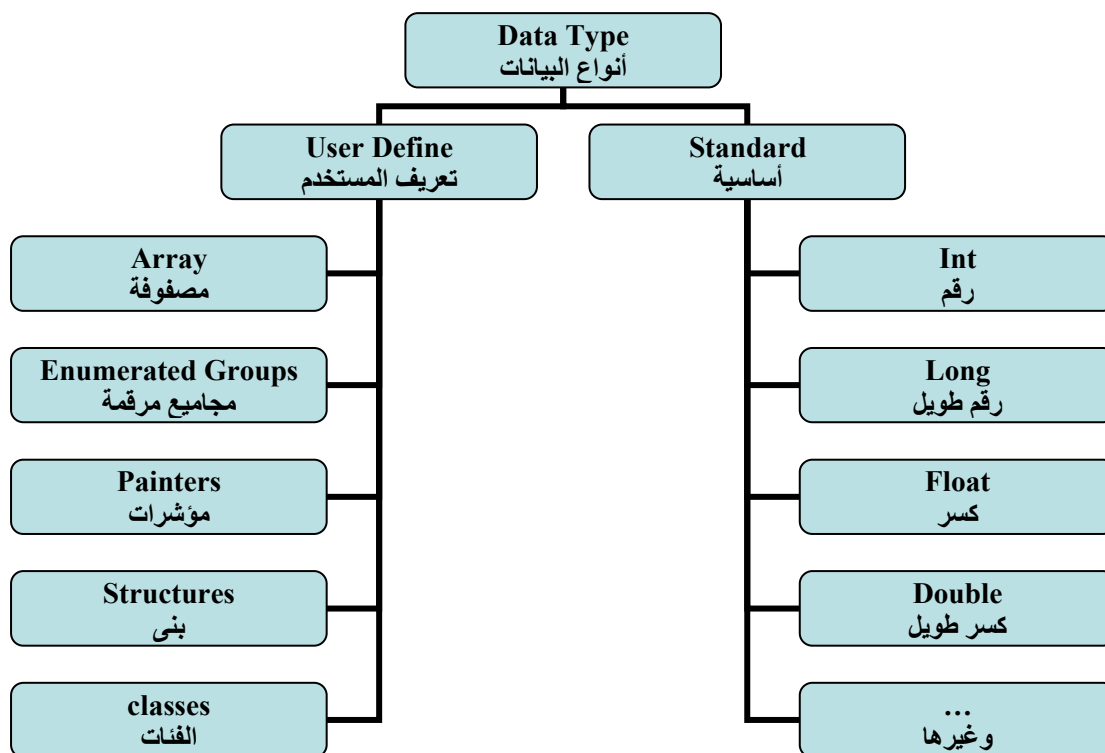 Data Type
أنواع البيانات
User Define
تعريف المستخدم
Standard
أساسية
Array
مصفوفة
Int
رقم
Enumerated Groups
مجاميع مرقمة
Long
رقم طويل
Painters
مؤشرات
Float
كسر
Structures
بنى
Double
كسر طويل
classes
الفئات
…
وغيرها